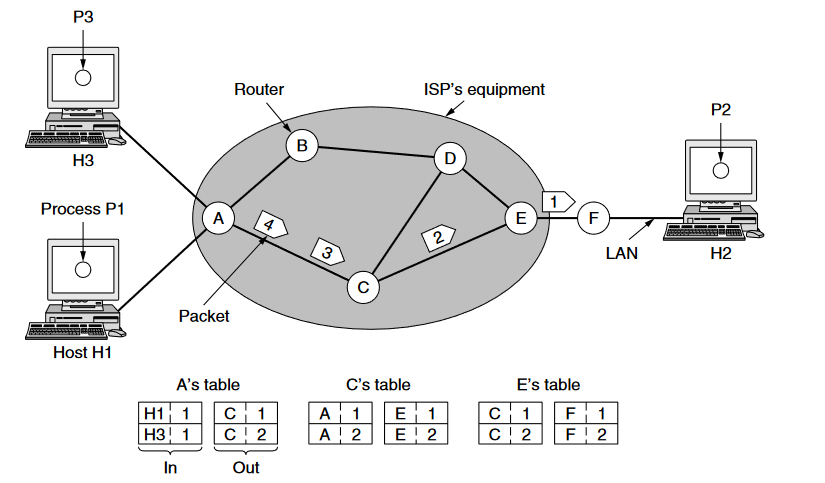 P3
Router
ISP's equipment
P2
B
D
H3
Process P1
A
4
3
2
E
1
F
LAN
H2
C
Packet
Host H1
A's table
C's table
E's table
H1 1 C 1 A 1 E 1 C 1 F 1
H3 1 C 2 A 2 E 2 C 2 F 2
In
Out